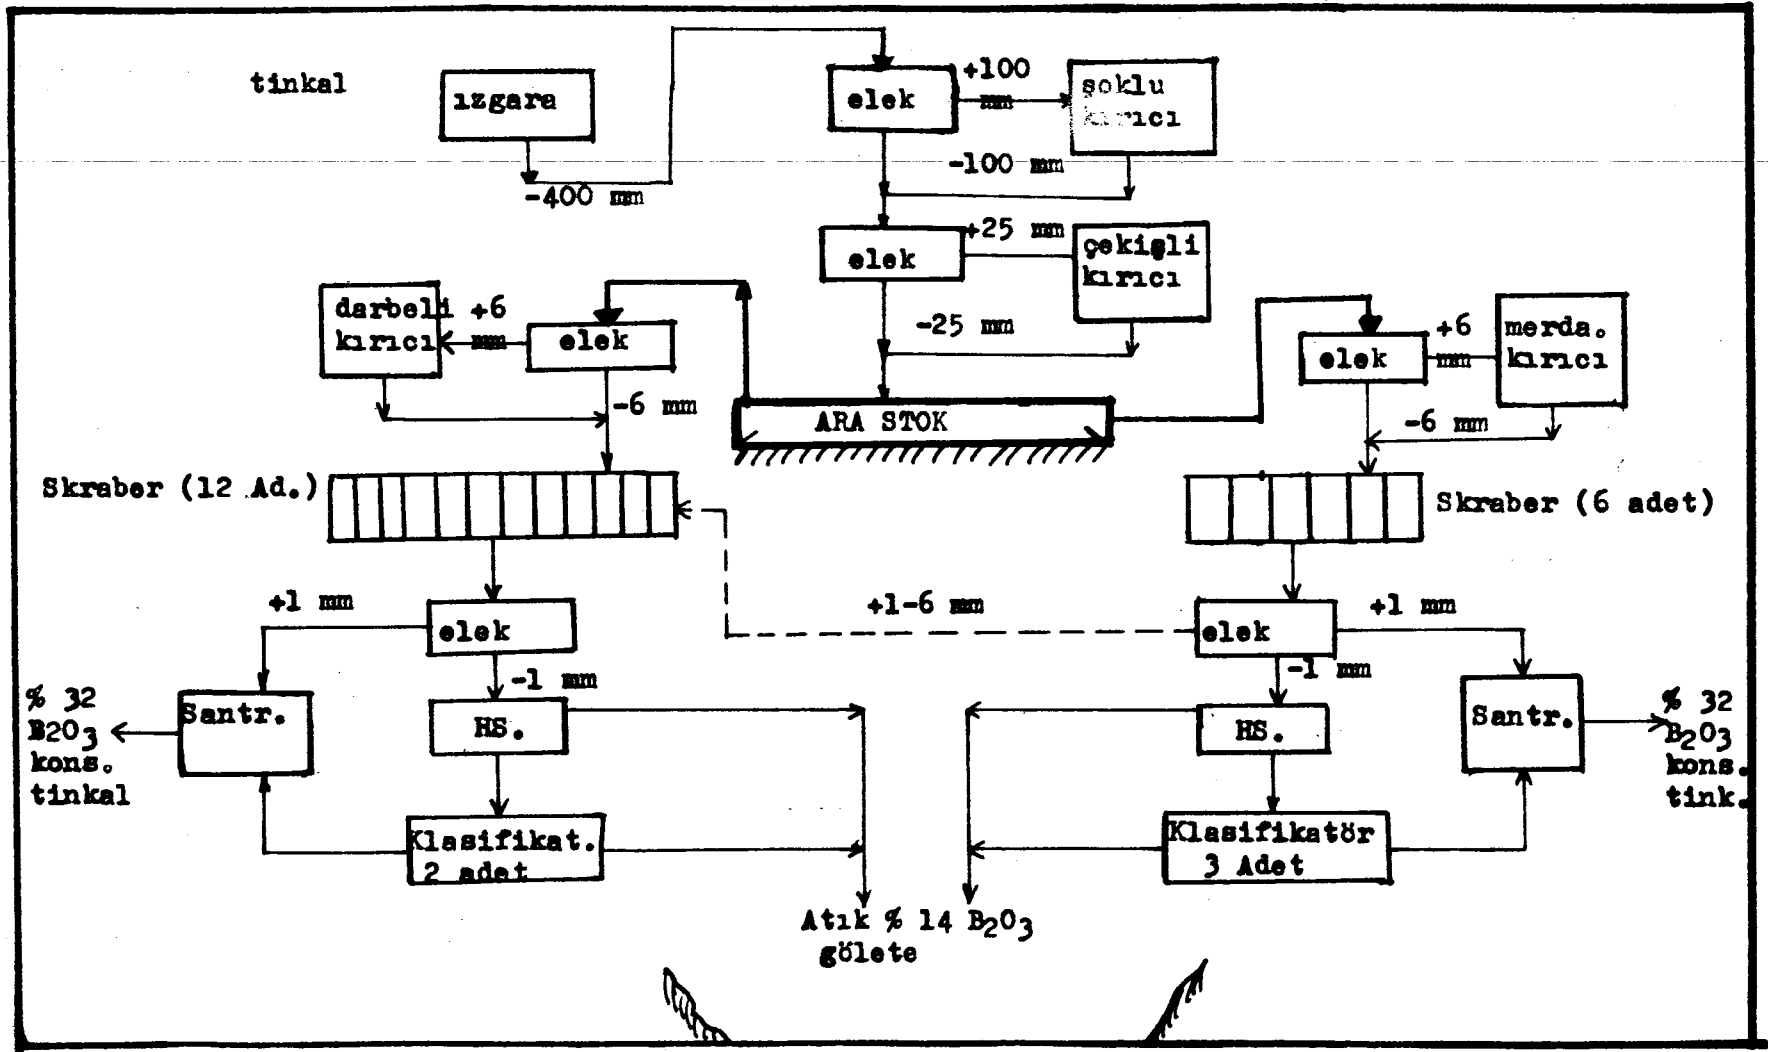 tinkal
ızgara
-400 mm
elek
+100
mm
şoklu
kırıcı
-100 mm
elek
+25 mm
çekişli
kırıcı
-25 mm
darbeli
kırıcı
+6
mm
elek
-6 mm
ARA STOK
elek
+6
mm
merda.
kırıcı
-6 mm
Skraber (12 Ad.)
Skraber (6 adet)
+1 mm
elek
-1 mm
+1-6 mm
elek
+1 mm
-1 mm
% 32
B2O3
kons.
tinkal
Santr.
HS.
HS.
Santr.
% 32
B2O3
kons.
tink.
Klasifikat.
2 adet
Klasifikatör
3 Adet
Atık % 14 B2O3
gölete